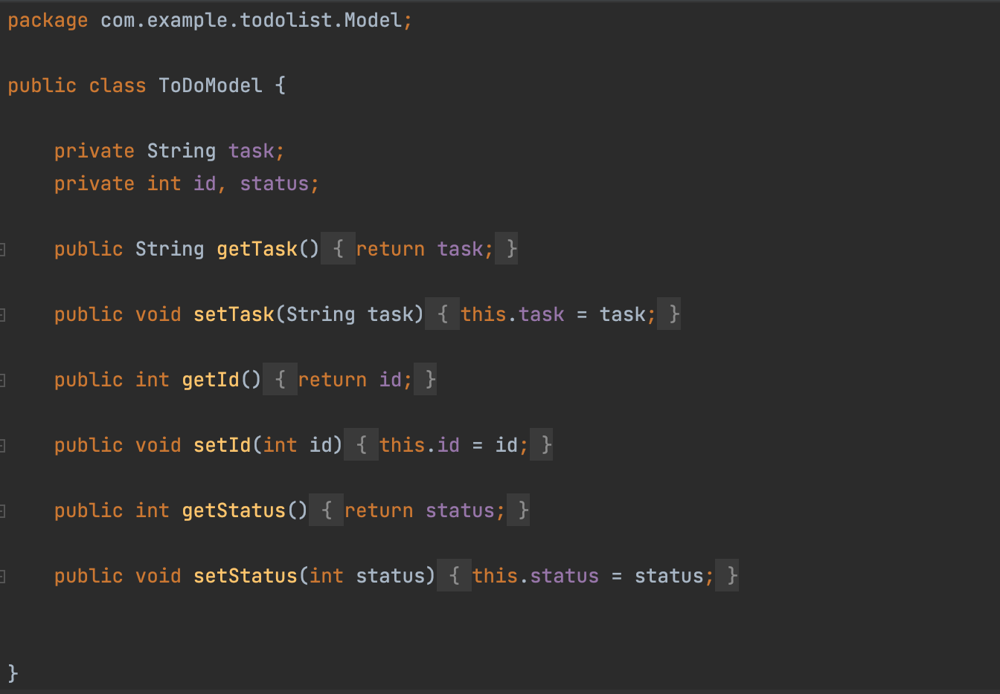 package com.example.todolist.Model;
public class ToDoModel {
private String task;
private int id, status;
public String getTask() { return task; }
public void setTask(String task) { this.task = task; }
public int getId() { return id; }
public void setId(int id) { this.id = id; }
public int getStatus() { return status; }
public void setStatus(int status) { this.status = status; }
}